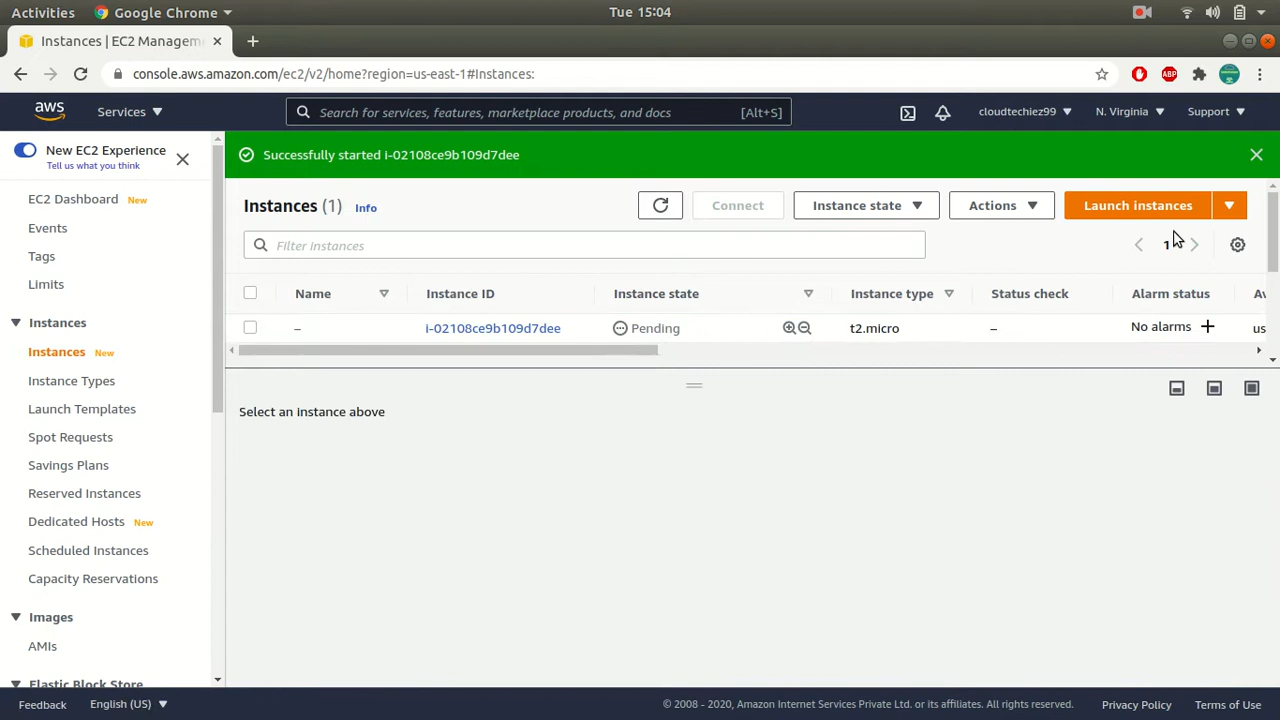 Activities
Google Chrome
Tue 15:04
Instances | EC2 Managem
console.aws.amazon.com/ec2/v2/home?region=us-east-1#Instances:
ABP
aws
Services
Search for services, features, marketplace products, and docs
[Alt+S]
cloudtechiez99
N. Virginia
Support
New EC2 Experience
Tell us what you think
Successfully started i-02108ce9b109d7dee
EC2 Dashboard New
Events
Tags
Limits
Instances
Instances New
Instance Types
Launch Templates
Spot Requests
Savings Plans
Reserved Instances
Dedicated Hosts New
Scheduled Instances
Capacity Reservations
Images
AMIs
Elastic Block Store
Instances (1) Info
Connect
Instance state
Actions
Launch instances
Filter instances
1
Name
Instance ID
Instance state
Instance type
Status check
Alarm status
Av
–
i-02108ce9b109d7dee
Pending
t2.micro
–
No alarms +
us
Select an instance above
Feedback
English (US)
© 2008 - 2020, Amazon Internet Services Private Ltd. or its affiliates. All rights reserved.
Privacy Policy
Terms of Use